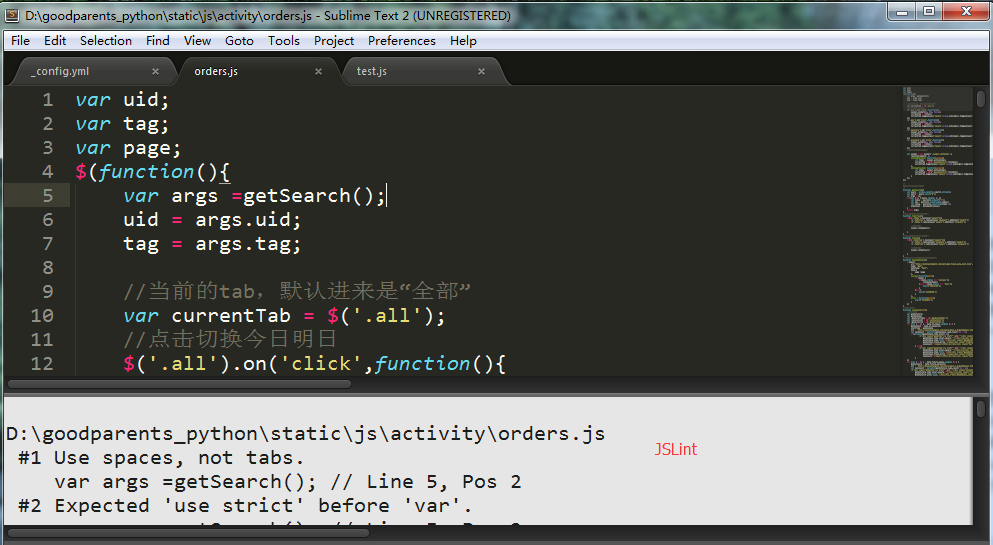 D:\goodparents_python\static\js\activity\orders.js - Sublime Text 2 (UNREGISTERED)
File Edit Selection Find View Goto Tools Project Preferences Help
_config.yml × orders.js × test.js ×
1 var uid;
2 var tag;
3 var page;
4 $(function(){
5 var args =getSearch();
6 uid = args.uid;
7 tag = args.tag;
8
9 //当前的tab，默认进来是“全部”
10 var currentTab = $('.all');
11 //点击切换今日明日
12 $('.all').on('click',function(){
D:\goodparents_python\static\js\activity\orders.js
JSLint
#1 Use spaces, not tabs.
var args =getSearch(); // Line 5, Pos 2
#2 Expected 'use strict' before 'var'.